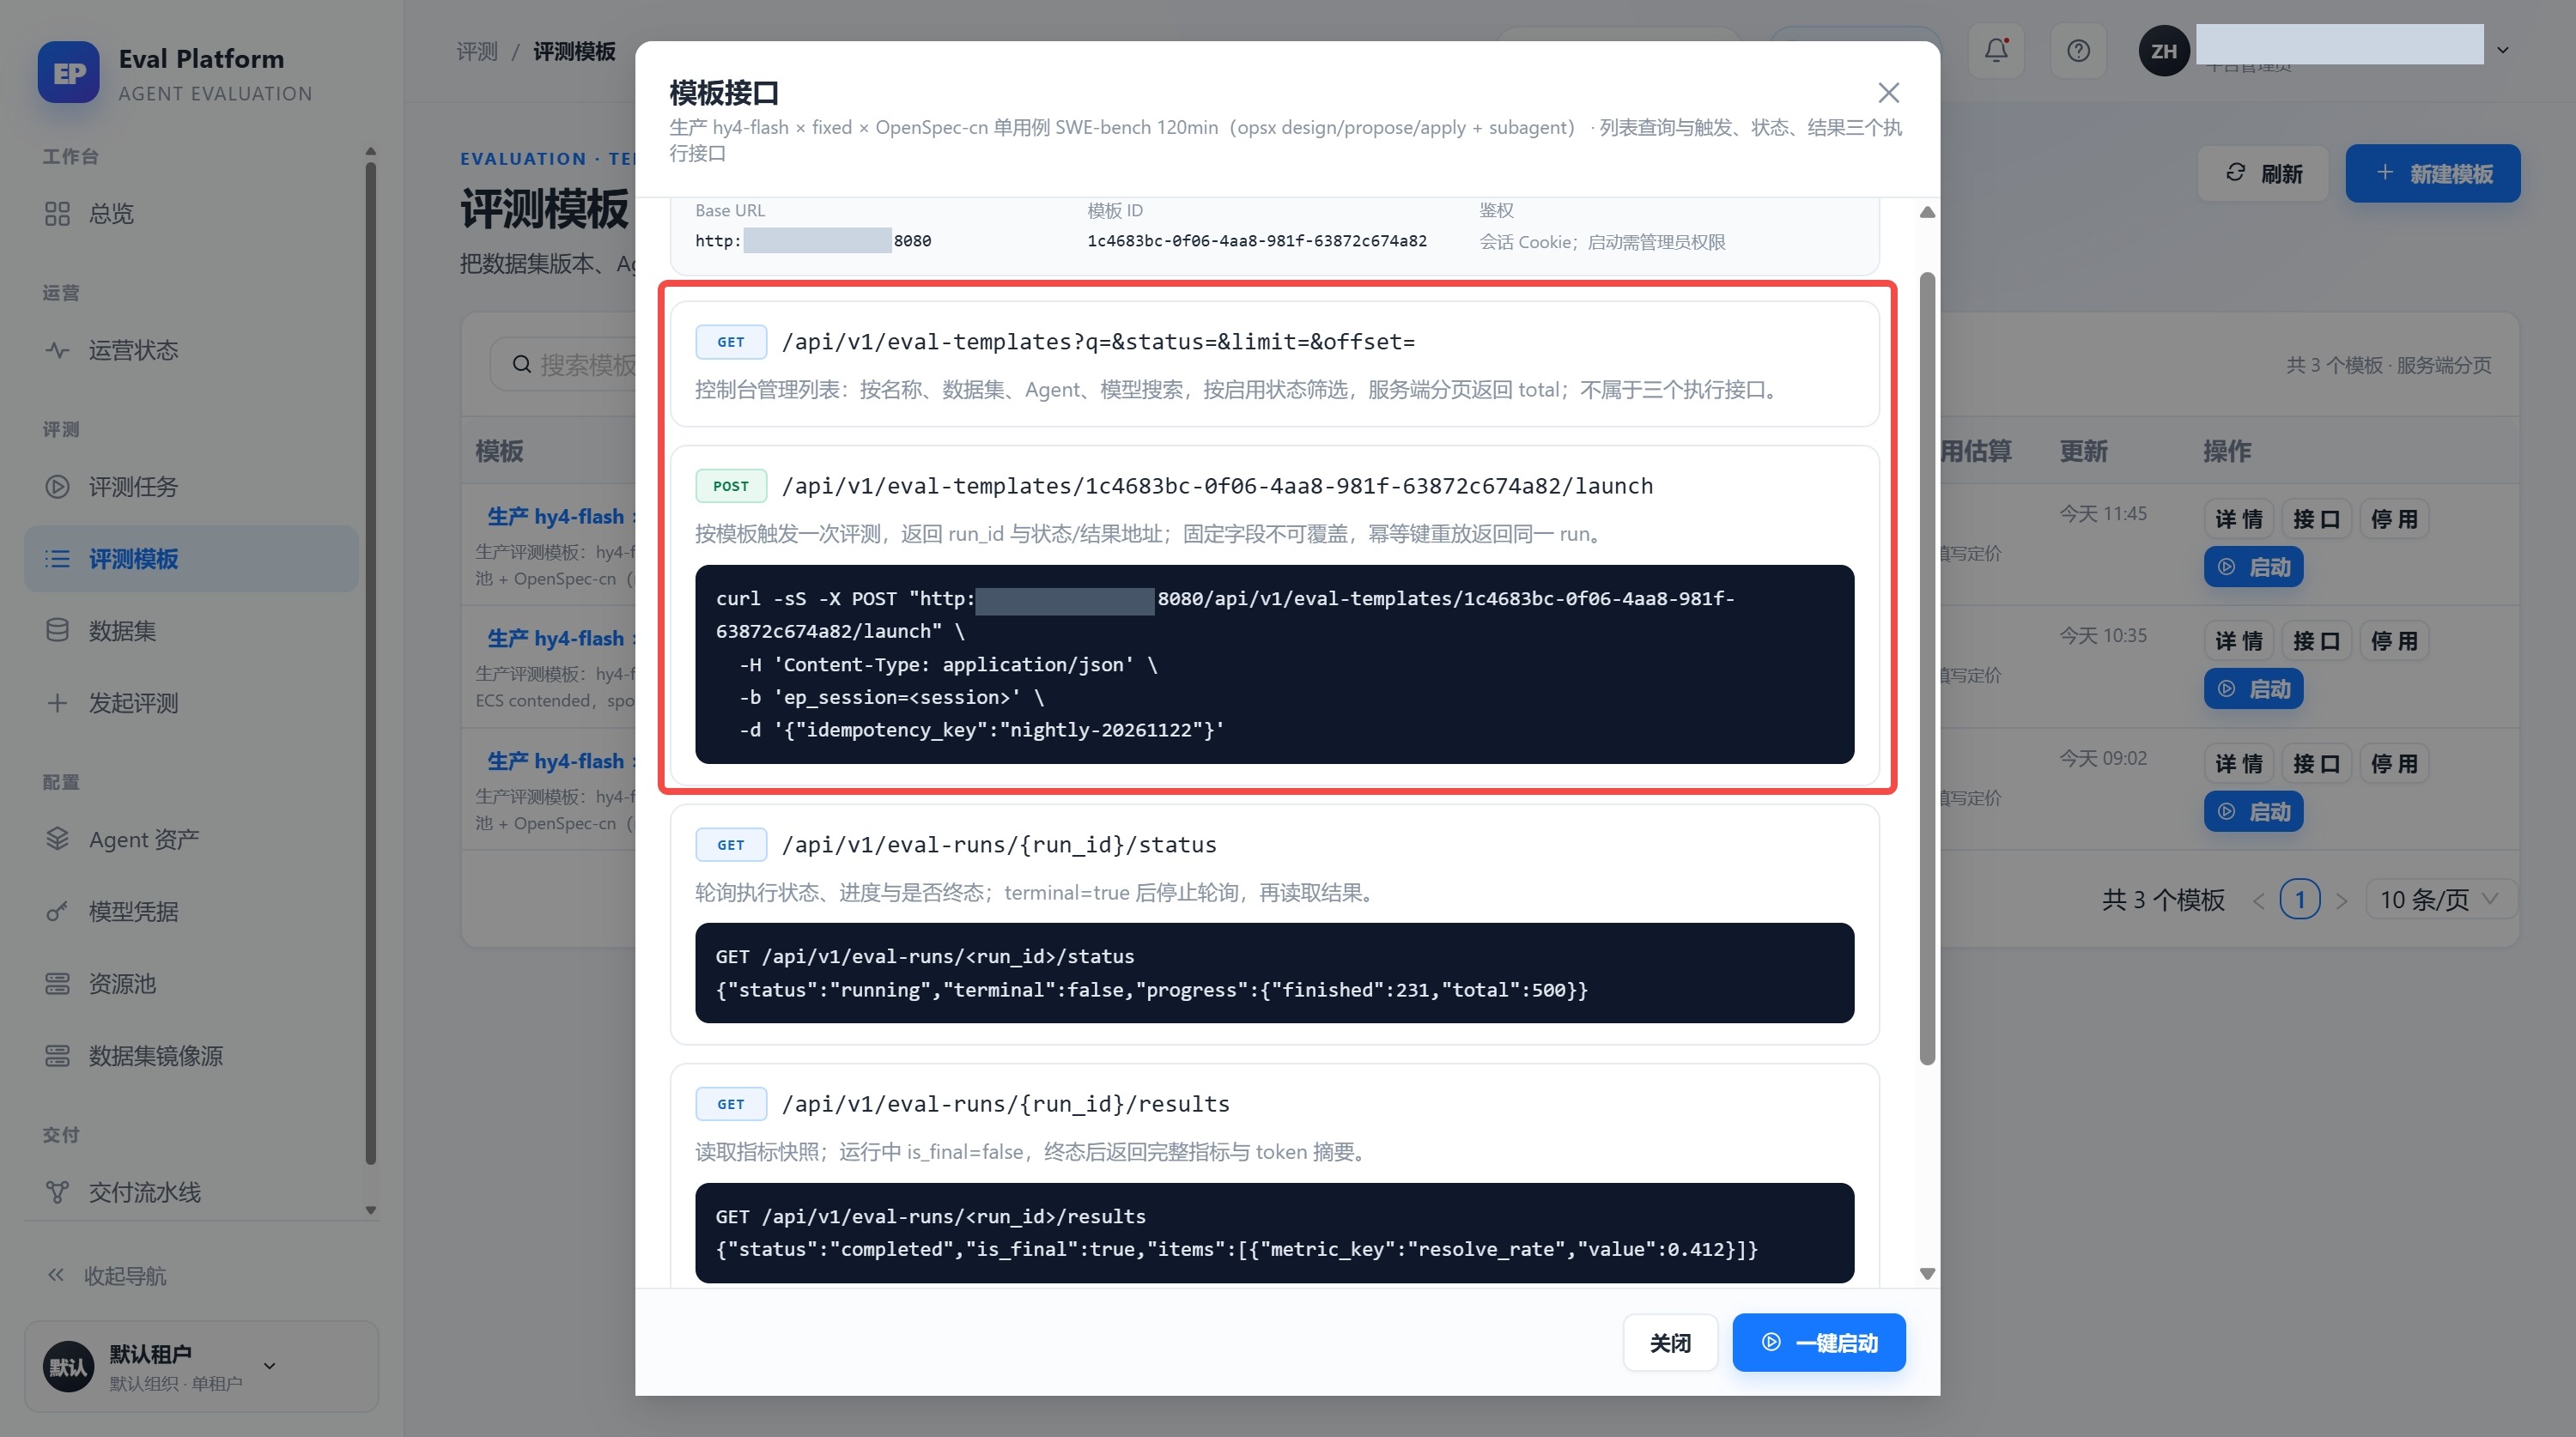 EP
Eval Platform
AGENT EVALUATION
工作台
总览
运营
运营状态
评测
评测任务
评测模板
数据集
发起评测
配置
Agent 资产
模型凭据
资源池
数据集镜像源
交付
交付流水线
收起导航
默认
默认租户
默认组织 · 单租户
评测 / 评测模板
ZH
EVALUATION · TE
评测模板
把数据集版本、Ag
刷新
新建模板
搜索模板
共 3 个模板 · 服务端分页
模板
用估算
更新
操作
生产 hy4-flash
生产评测模板：hy4-f
池 + OpenSpec-cn（
填写定价
今天 11:45
详 情
接 口
停 用
启动
生产 hy4-flash
生产评测模板：hy4-f
ECS contended，spo
填写定价
今天 10:35
详 情
接 口
停 用
启动
生产 hy4-flash
生产评测模板：hy4-f
池 + OpenSpec-cn（
填写定价
今天 09:02
详 情
接 口
停 用
启动
共 3 个模板
1
10 条/页
模板接口
生产 hy4-flash × fixed × OpenSpec-cn 单用例 SWE-bench 120min（opsx design/propose/apply + subagent） · 列表查询与触发、状态、结果三个执
行接口
Base URL
http:
8080
模板 ID
1c4683bc-0f06-4aa8-981f-63872c674a82
鉴权
会话 Cookie；启动需管理员权限
GET /api/v1/eval-templates?q=&status=&limit=&offset=
控制台管理列表：按名称、数据集、Agent、模型搜索，按启用状态筛选，服务端分页返回 total；不属于三个执行接口。
POST /api/v1/eval-templates/1c4683bc-0f06-4aa8-981f-63872c674a82/launch
按模板触发一次评测，返回 run_id 与状态/结果地址；固定字段不可覆盖，幂等键重放返回同一 run。
curl -sS -X POST "http: 8080/api/v1/eval-templates/1c4683bc-0f06-4aa8-981f-
63872c674a82/launch" \
-H 'Content-Type: application/json' \
-b 'ep_session=<session>' \
-d '{"idempotency_key":"nightly-20261122"}'
GET /api/v1/eval-runs/{run_id}/status
轮询执行状态、进度与是否终态；terminal=true 后停止轮询，再读取结果。
GET /api/v1/eval-runs/<run_id>/status
{"status":"running","terminal":false,"progress":{"finished":231,"total":500}}
GET /api/v1/eval-runs/{run_id}/results
读取指标快照；运行中 is_final=false，终态后返回完整指标与 token 摘要。
GET /api/v1/eval-runs/<run_id>/results
{"status":"completed","is_final":true,"items":[{"metric_key":"resolve_rate","value":0.412}]}
关闭
一键启动